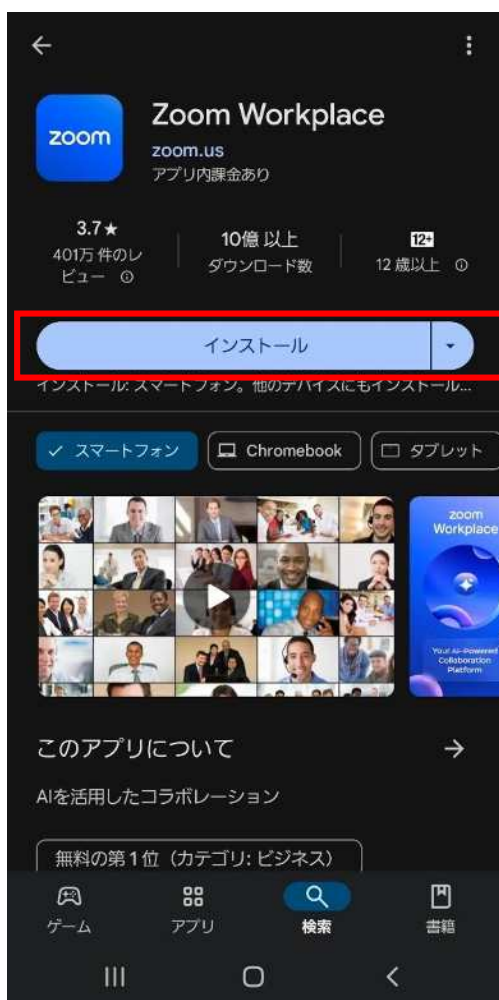 zoom
Zoom Workplace
zoom.us
アプリ内課金あり
3.7★
401万 件のレ
ビュー
10億 以上
ダウンロード数
12+
12 歳以上
インストール
インストール: スマートフォン。他のデバイスにもインストール...
スマートフォン
Chromebook
タブレット
zoom
Workplace
Your AI-Powered
Collaboration
Platform
このアプリについて
AIを活用したコラボレーション
無料の第 1 位（カテゴリ: ビジネス）
ゲーム
アプリ
検索
書籍